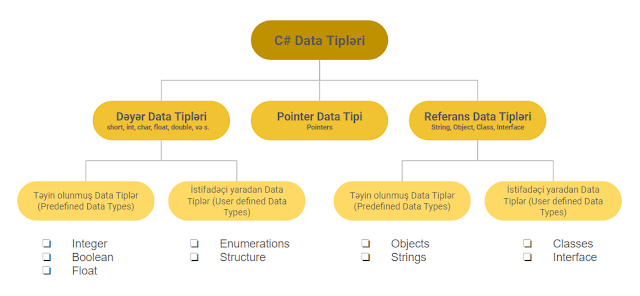 C# Data Tipləri
Dəyər Data Tipləri
short, int, char, float, double, və s.
Pointer Data Tipi
Pointers
Referans Data Tipləri
String, Object, Class, Interface
Təyin olunmuş Data Tiplər
(Predefined Data Types)
İstifadəçi yaradan Data
Tiplər (User defined Data
Types)
Təyin olunmuş Data Tiplər
(Predefined Data Types)
İstifadəçi yaradan Data
Tiplər (User defined Data
Types)
❏ Integer
❏ Boolean
❏ Float
❏ Enumerations
❏ Structure
❏ Objects
❏ Strings
❏ Classes
❏ Interface